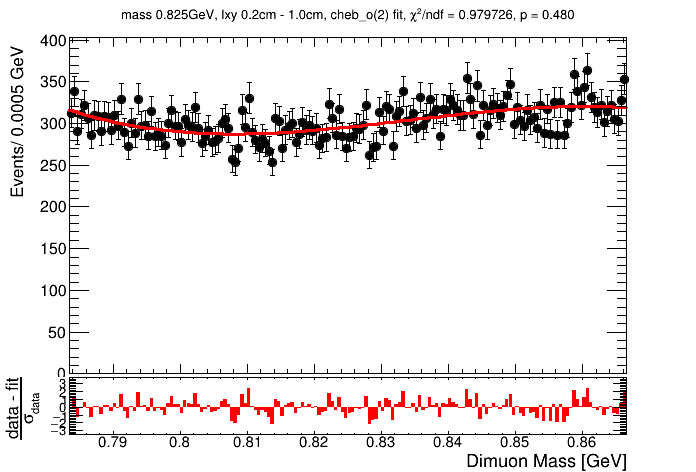 mass 0.825GeV, lxy 0.2cm - 1.0cm, cheb_o(2) fit, χ²/ndf = 0.979726, p = 0.480
Events/ 0.0005 GeV
400
350
300
250
200
150
100
50
0
data - fit
σdata
3
2
1
0
−1
−2
−3
0.79 0.8 0.81 0.82 0.83 0.84 0.85 0.86
Dimuon Mass [GeV]